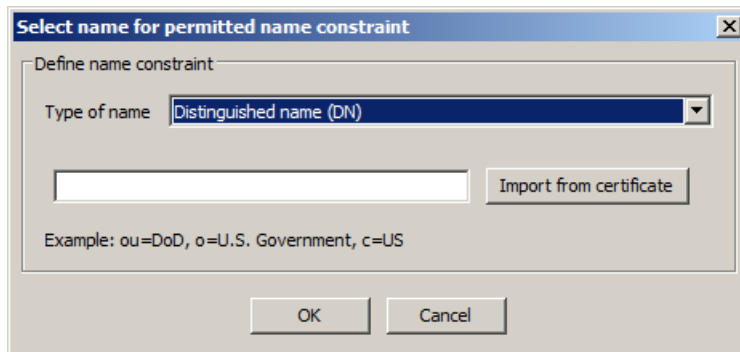 Select name for permitted name constraint
Define name constraint
Type of name Distinguished name (DN)
Import from certificate
Example: ou=DoD, o=U.S. Government, c=US
OK Cancel